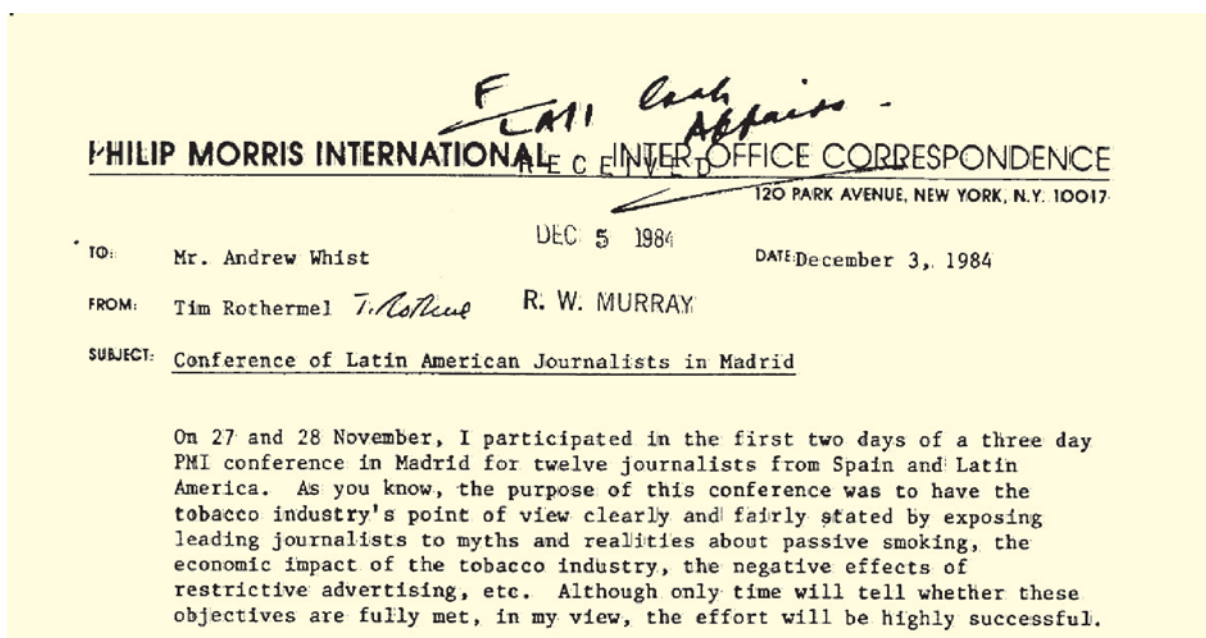 F
LAH
Affairs -
PHILIP MORRIS INTERNATIONAL INTER-OFFICE CORRESPONDENCE
RECEIVED
120 PARK AVENUE, NEW YORK, N.Y. 10017
DEC 5 1984
TO: Mr. Andrew Whist DATE: December 3, 1984
FROM: Tim Rothermel R. W. MURRAY
SUBJECT: Conference of Latin American Journalists in Madrid
On 27 and 28 November, I participated in the first two days of a three day
PMI conference in Madrid for twelve journalists from Spain and Latin
America. As you know, the purpose of this conference was to have the
tobacco industry's point of view clearly and fairly stated by exposing
leading journalists to myths and realities about passive smoking, the
economic impact of the tobacco industry, the negative effects of
restrictive advertising, etc. Although only time will tell whether these
objectives are fully met, in my view, the effort will be highly successful.